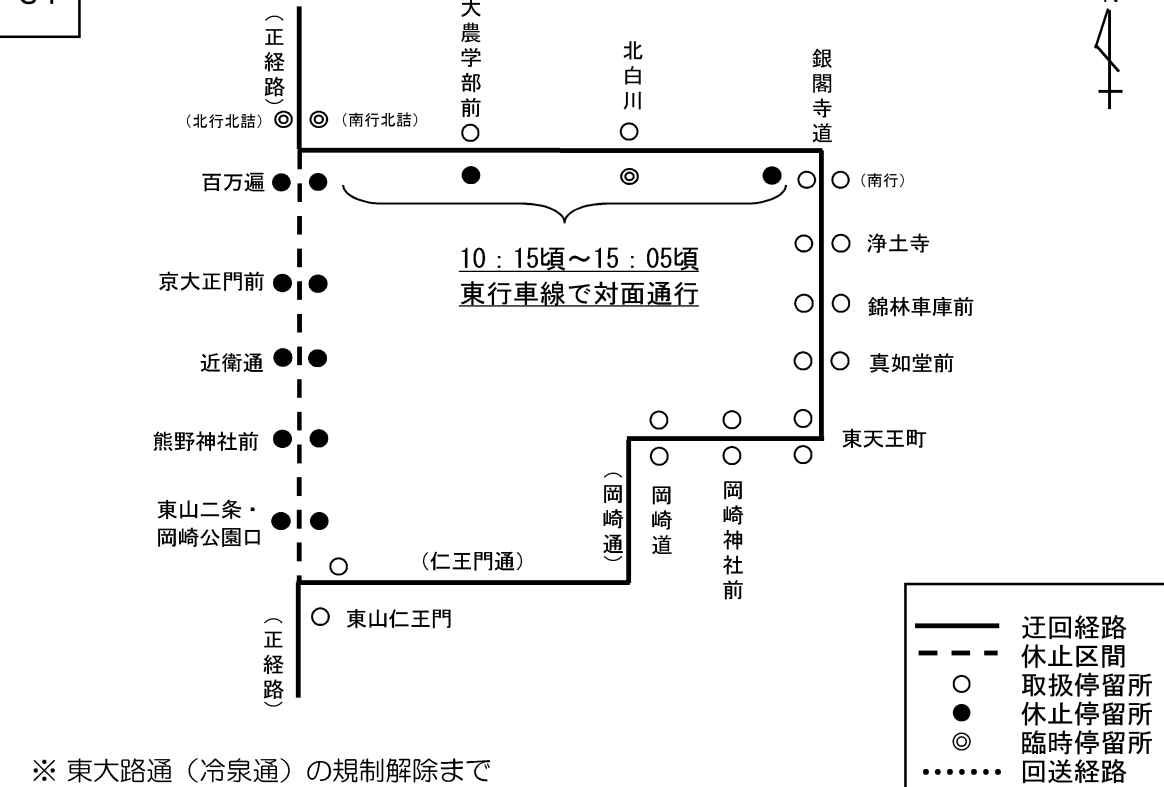 (正経路)
大農学部前
北白川
銀閣寺道
(北行北詰)
(南行北詰)
百万遍
(南行)
10：15頃～15：05頃
東行車線で対面通行
浄土寺
京大正門前
錦林車庫前
近衛通
真如堂前
熊野神社前
東天王町
(岡崎通)
岡崎道
岡崎神社前
東山二条・
岡崎公園口
(仁王門通)
東山仁王門
(正経路)
迂回経路
休止区間
取扱停留所
休止停留所
臨時停留所
回送経路
※ 東大路通（冷泉通）の規制解除まで